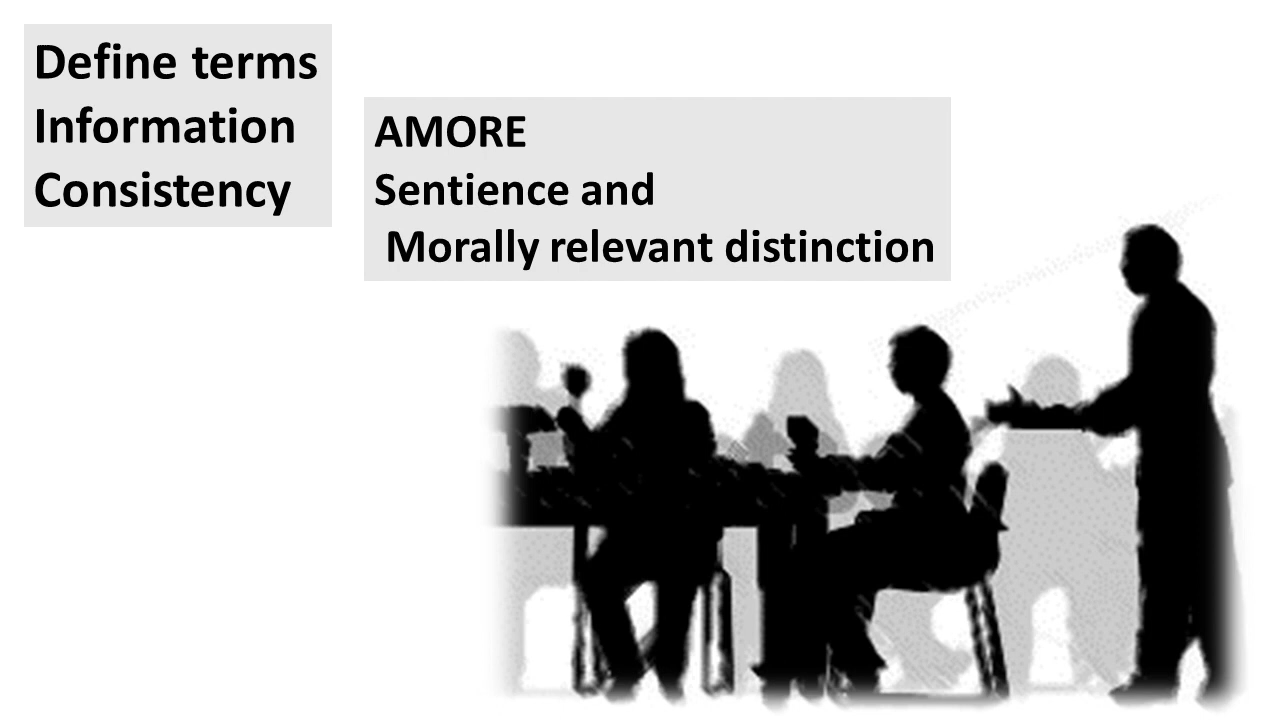 Define terms
Information
Consistency
AMORE
Sentience and
Morally relevant distinction